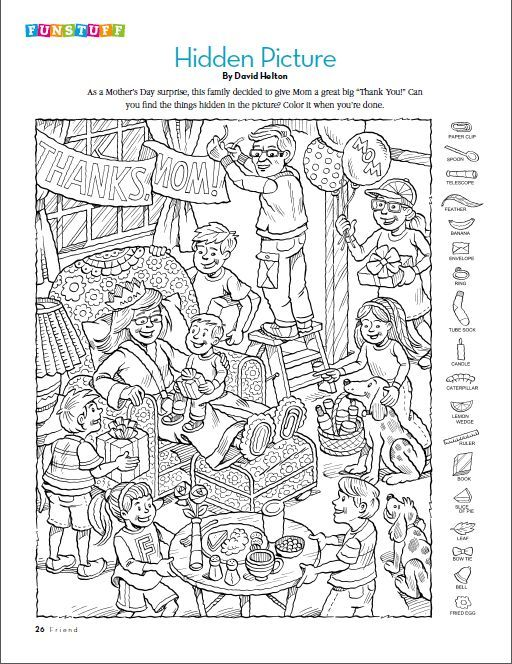 FUNSTUFF
Hidden Picture
By David Helton
As a Mother's Day surprise, this family decided to give Mom a great big "Thank You!" Can
you find the things hidden in the picture? Color it when you're done.
THANKS, MOM!
MOM
PAPER CLIP
SPOON
TELESCOPE
FEATHER
BANANA
ENVELOPE
RING
TUBE SOCK
CANDLE
CATERPILLAR
LEMON
WEDGE
RULER
BOOK
SLICE
OF PIE
LEAF
BOW TIE
BELL
FRIED EGG
F
26 Friend